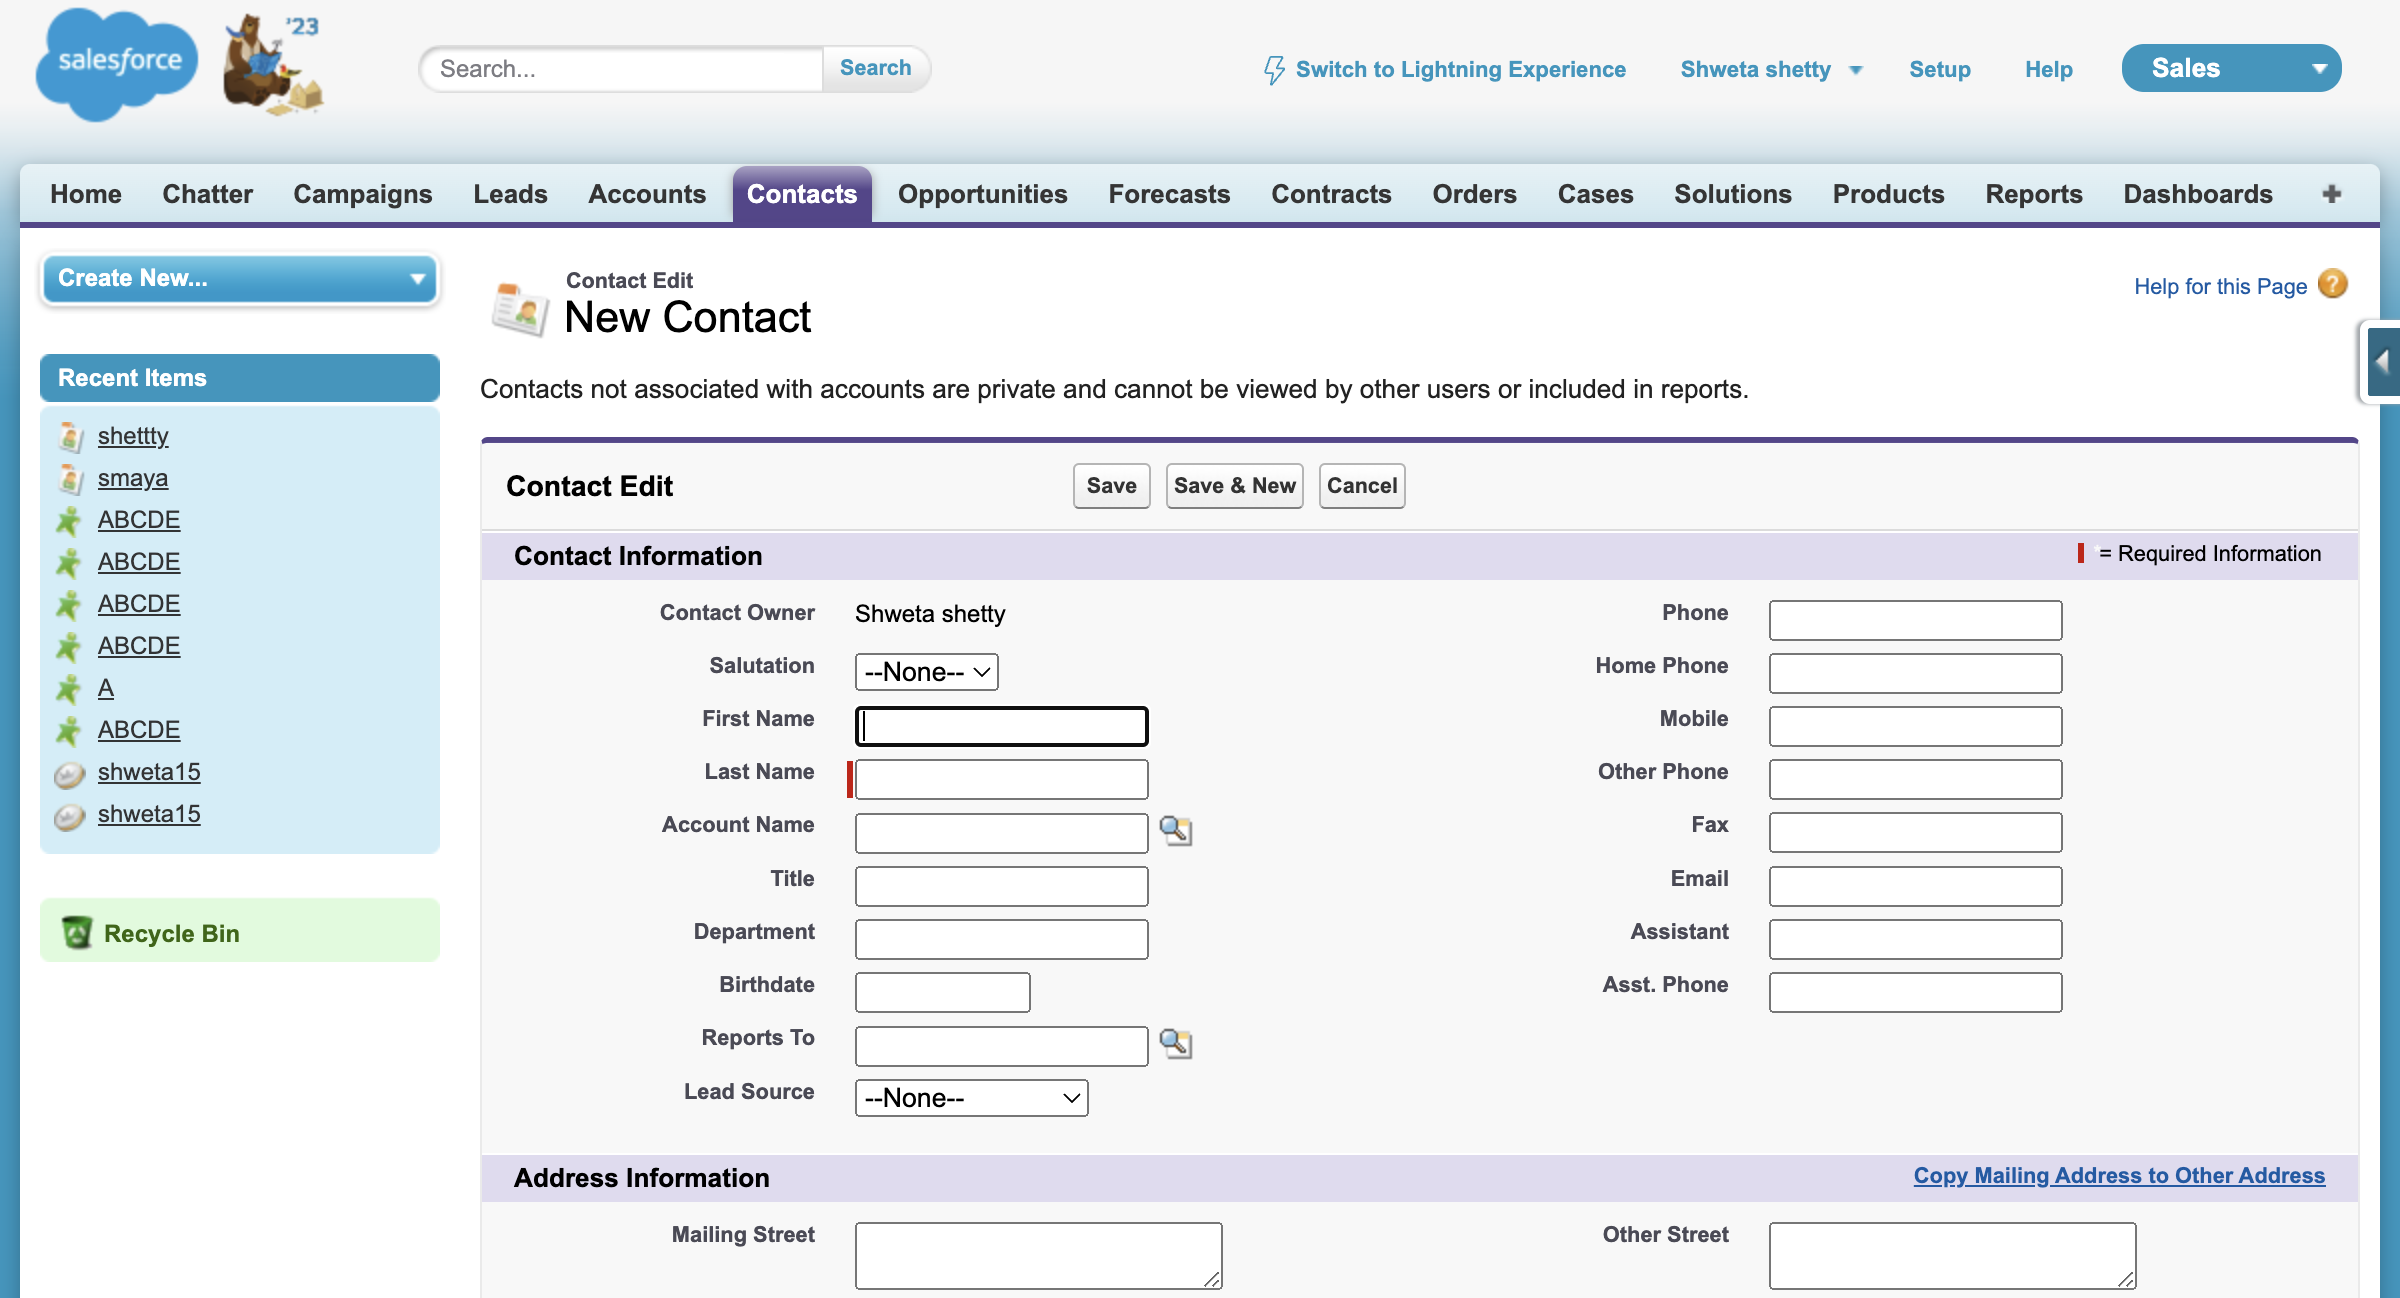 salesforce
'23
Search...
Search
Switch to Lightning Experience
Shweta shetty
Setup
Help
Sales
Home
Chatter
Campaigns
Leads
Accounts
Contacts
Opportunities
Forecasts
Contracts
Orders
Cases
Solutions
Products
Reports
Dashboards
+
Create New...
Recent Items
shettty
smaya
ABCDE
ABCDE
ABCDE
ABCDE
A
ABCDE
shweta15
shweta15
Recycle Bin
Contact Edit
New Contact
Help for this Page
?
Contacts not associated with accounts are private and cannot be viewed by other users or included in reports.
Contact Edit
Save
Save & New
Cancel
Contact Information
*= Required Information
Contact Owner
Shweta shetty
Phone
Salutation
--None--
Home Phone
First Name
Mobile
Last Name
Other Phone
Account Name
Fax
Title
Email
Department
Assistant
Birthdate
Asst. Phone
Reports To
Lead Source
--None--
Address Information
Copy Mailing Address to Other Address
Mailing Street
Other Street